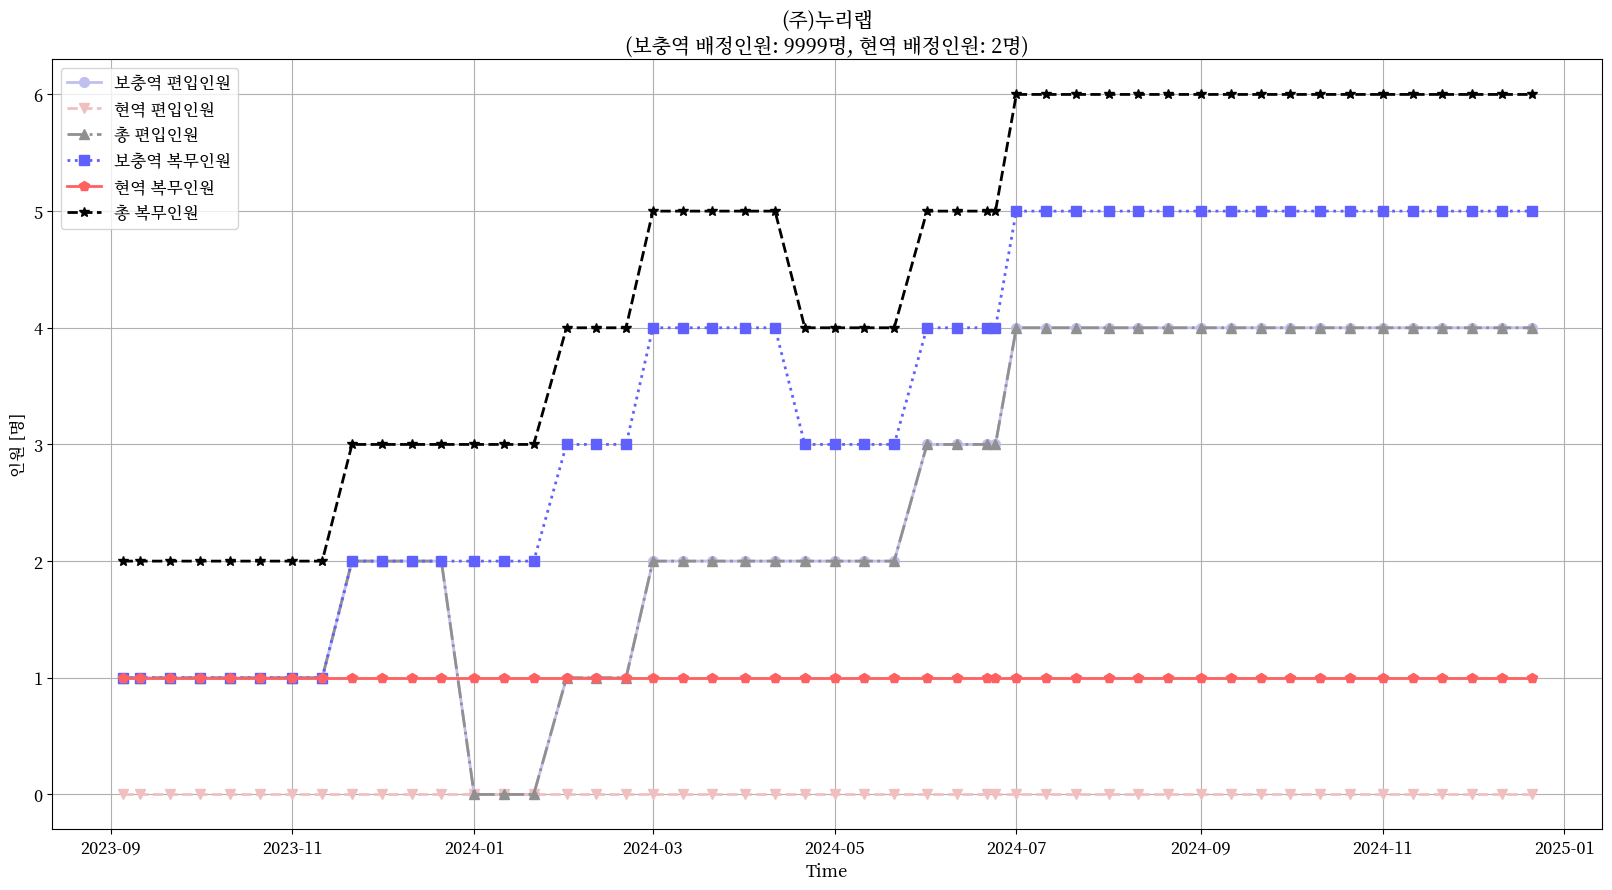 (주)누리랩
(보충역 배정인원: 9999명, 현역 배정인원: 2명)
보충역 편입인원
현역 편입인원
총 편입인원
보충역 복무인원
현역 복무인원
총 복무인원
인원 [명]
6
5
4
3
2
1
0
2023-09
2023-11
2024-01
2024-03
2024-05
2024-07
2024-09
2024-11
2025-01
Time